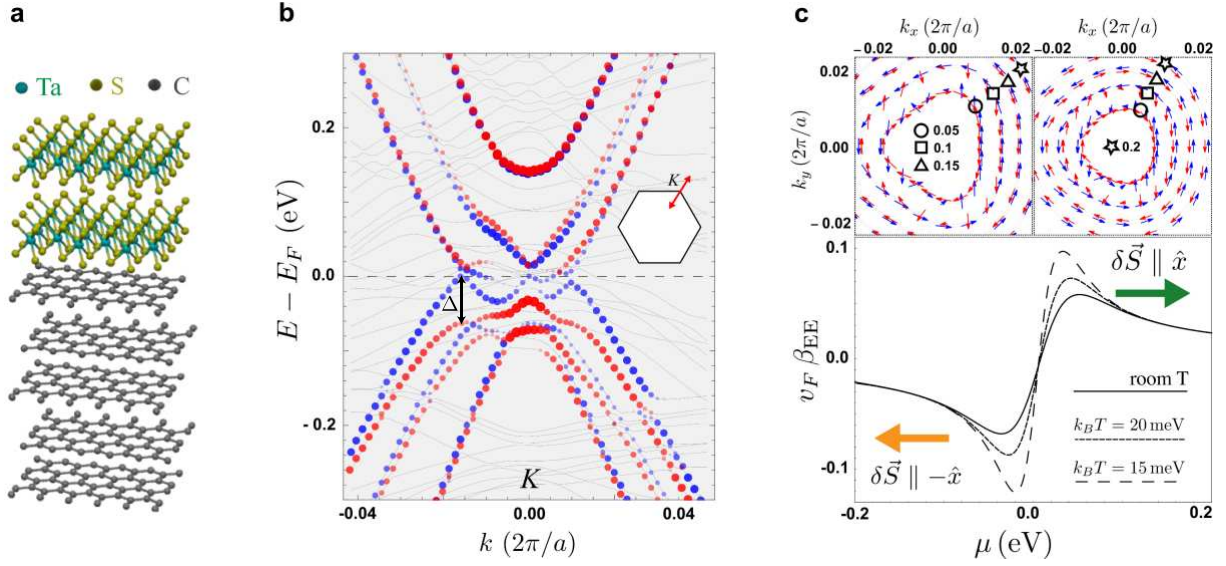 a
Ta S C
b
E − E_F (eV)
0.2
0.0
- 0.2
Δ
K
K
-0.04 0.00 0.04
k (2π/a)
c
k_x (2π/a) k_x (2π/a)
- 0.02 0.00 0.02 - 0.02 0.00 0.02
k_y (2π/a)
0.02
0.00
- 0.02
0.05
0.1
0.15
0.2
v_F β_EE
0.1
0.0
-0.1
δS⃗ ∥ x̂
room T
k_BT = 20 meV
k_BT = 15 meV
δS⃗ ∥ −x̂
-0.2 0.0 0.2
μ (eV)